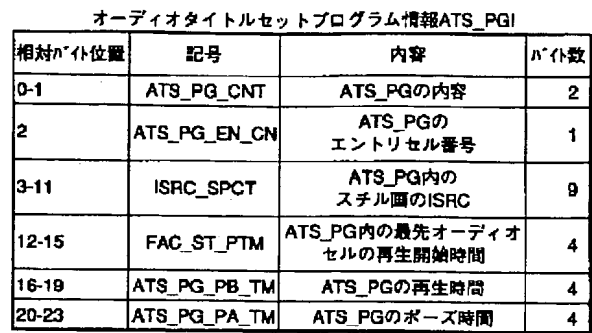 オーディオタイトルセットプログラム情報ATS_PGI
相対バイト位置 記号 内容 バイト数
0-1 ATS_PG_CNT ATS_PGの内容 2
2 ATS_PG_EN_CN ATS_PGの
エントリセル番号 1
3-11 ISRC_SPCT ATS_PG内の
スチル画のISRC 9
12-15 FAC_ST_PTM ATS_PG内の最先オーディオ
セルの再生開始時間 4
16-19 ATS_PG_PB_TM ATS_PGの再生時間 4
20-23 ATS_PG_PA_TM ATS_PGのポーズ時間 4